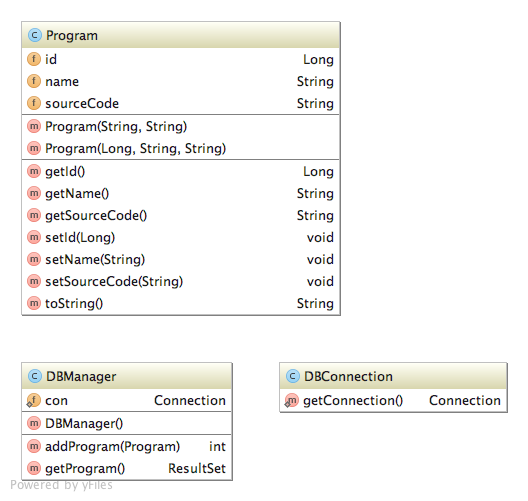 C Program
f id Long
f name String
f sourceCode String
m Program(String, String)
m Program(Long, String, String)
m getId() Long
m getName() String
m getSourceCode() String
m setId(Long) void
m setName(String) void
m setSourceCode(String) void
m toString() String
C DBManager
f con Connection
m DBManager()
m addProgram(Program) int
m getProgram() ResultSet
C DBConnection
m getConnection() Connection
Powered by yFiles